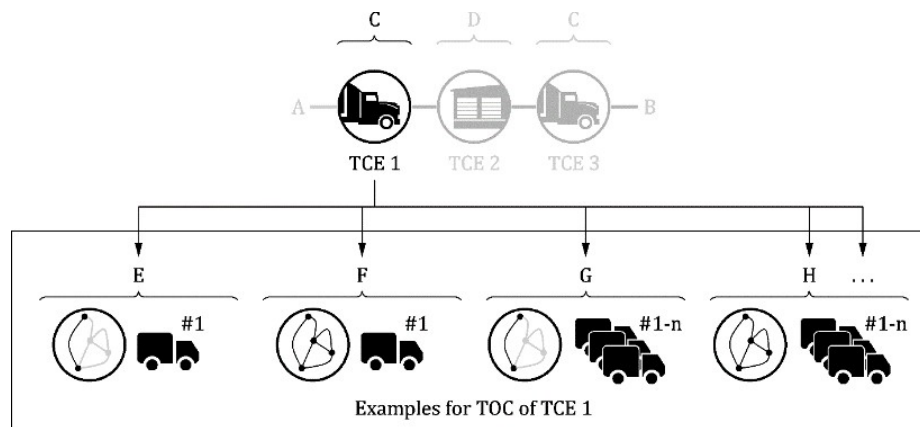 C D C
A B
TCE 1 TCE 2 TCE 3
E F G H ...
#1 #1 #1-n #1-n
Examples for TOC of TCE 1